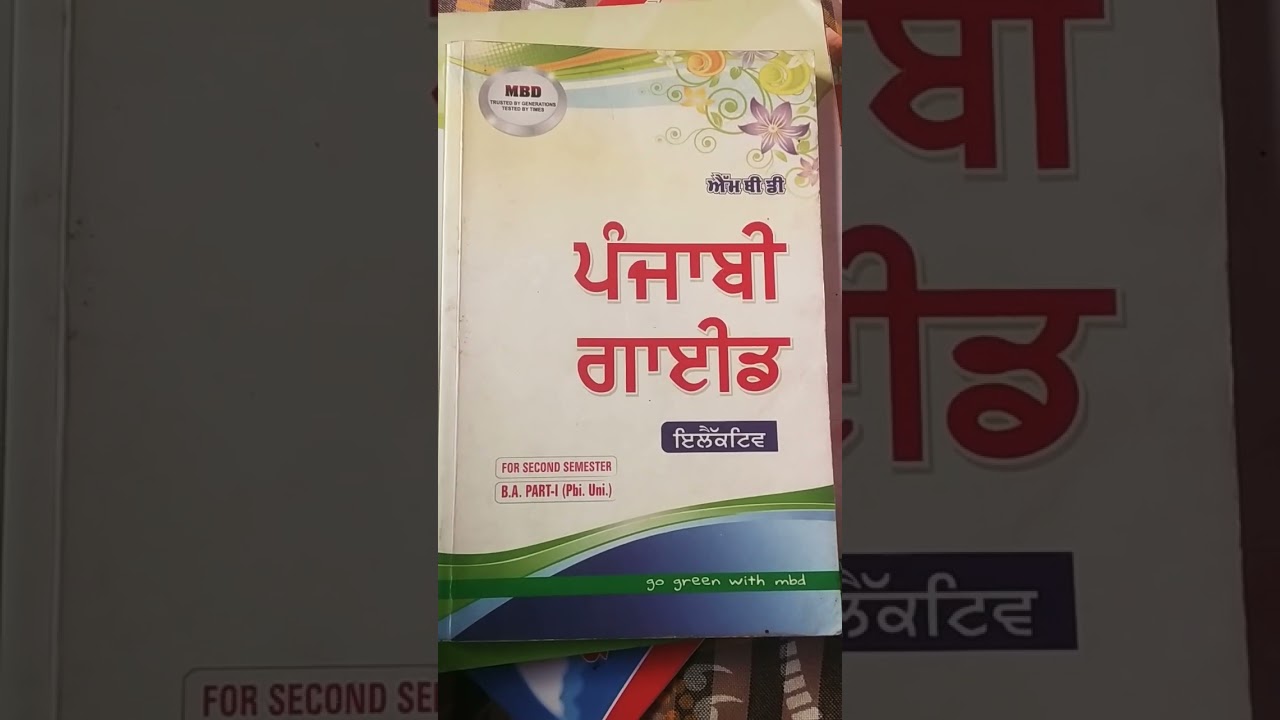 MBD
TRUSTED BY GENERATIONS
TESTED BY TIMES
ਐੱਮ ਬੀ ਡੀ
ਪੰਜਾਬੀ
ਗਾਈਡ
ਇਲੈੱਕਟਿਵ
FOR SECOND SEMESTER
B.A. PART-I (Pbi. Uni.)
go green with mbd